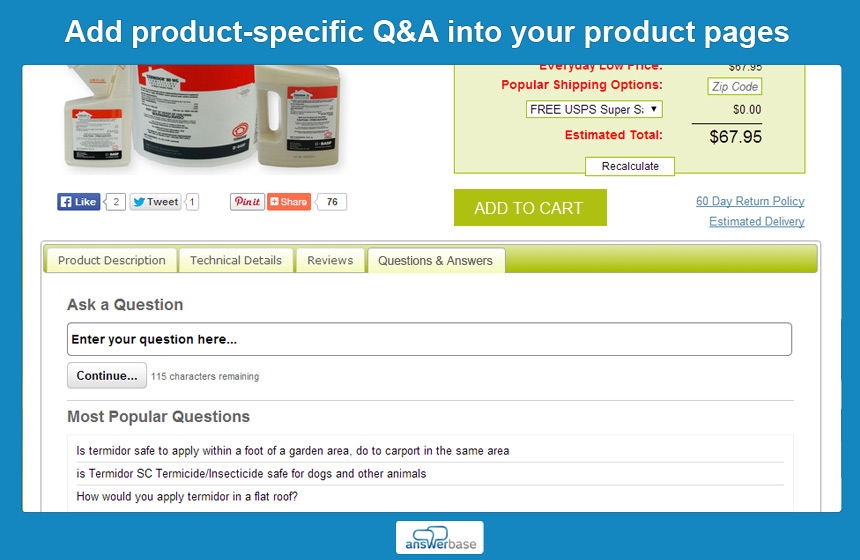 Add product-specific Q&A into your product pages
TERMIDOR 80 WG
BASF
Everyday Low Price: $67.95
Popular Shipping Options: Zip Code
FREE USPS Super Sa $0.00
Estimated Total: $67.95
Recalculate
Like 2 Tweet 1 Pin it Share 76
ADD TO CART
60 Day Return Policy
Estimated Delivery
Product Description Technical Details Reviews Questions & Answers
Ask a Question
Enter your question here...
Continue... 115 characters remaining
Most Popular Questions
Is termidor safe to apply within a foot of a garden area, do to carport in the same area
is Termidor SC Termicide/Insecticide safe for dogs and other animals
How would you apply termidor in a flat roof?
answerbase